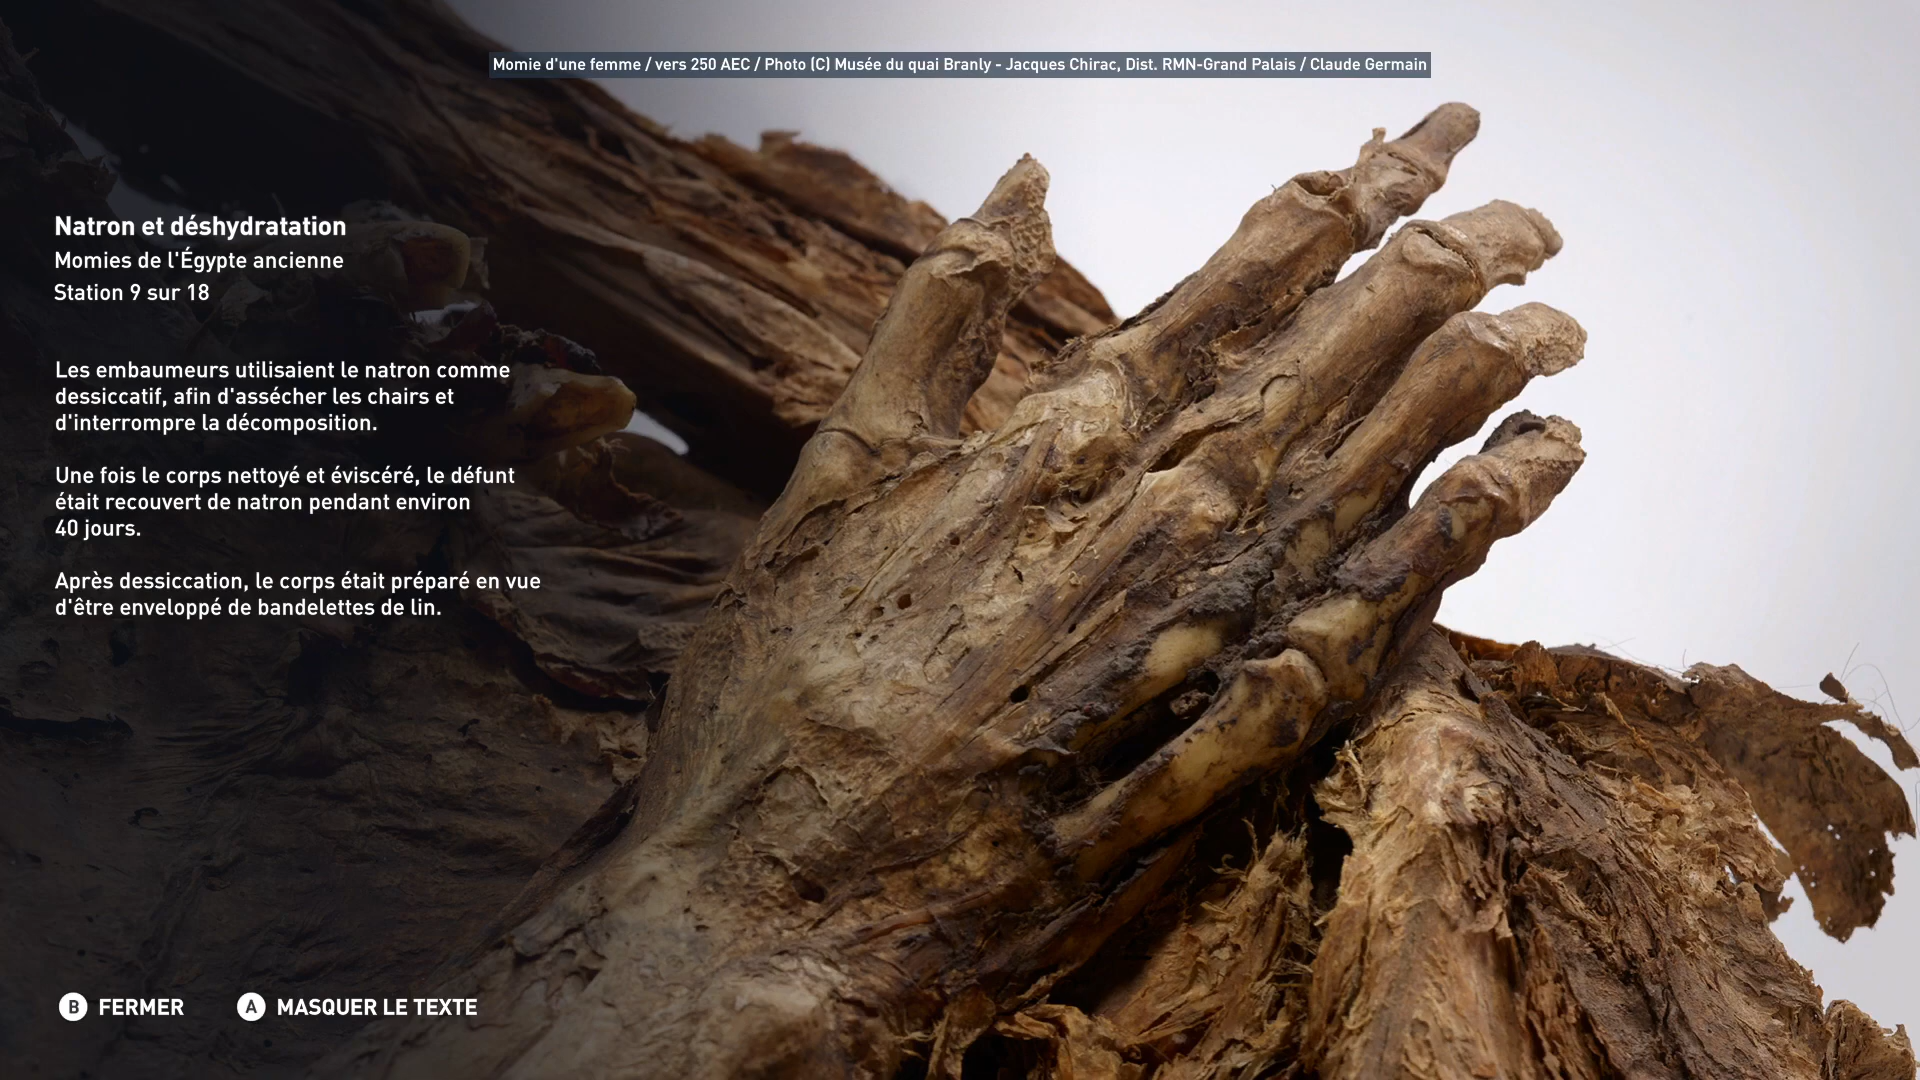 Momie d'une femme / vers 250 AEC / Photo (C) Musée du quai Branly - Jacques Chirac, Dist. RMN-Grand Palais / Claude Germain
Natron et déshydratation
Momies de l'Égypte ancienne
Station 9 sur 18
Les embaumeurs utilisaient le natron comme
dessiccatif, afin d'assécher les chairs et
d'interrompre la décomposition.
Une fois le corps nettoyé et éviscéré, le défunt
était recouvert de natron pendant environ
40 jours.
Après dessiccation, le corps était préparé en vue
d'être enveloppé de bandelettes de lin.
B FERMER A MASQUER LE TEXTE